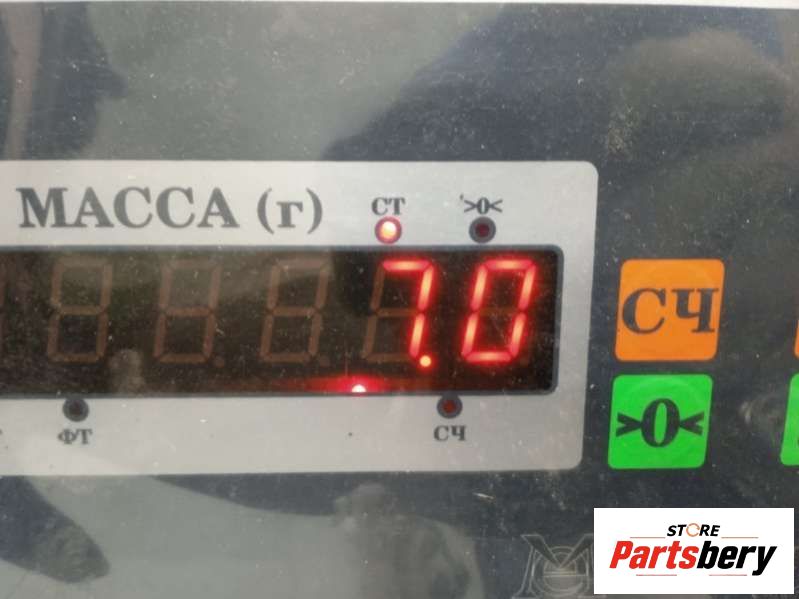 МАССА (г)
СТ
>0<
7.0
СЧ
>0<
ФТ
СЧ
STORE
Partsbery